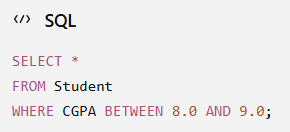 </> SQL
SELECT *
FROM Student
WHERE CGPA BETWEEN 8.0 AND 9.0;